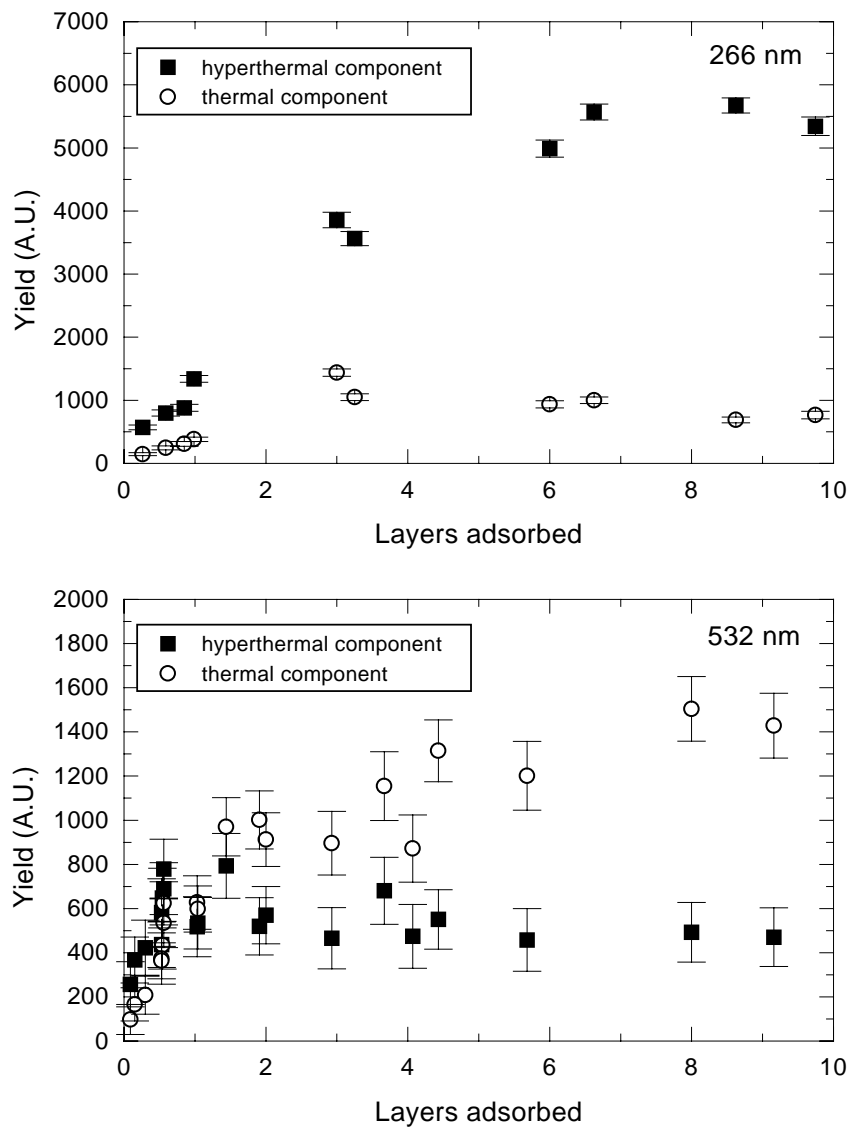 7000
6000
5000
4000
3000
2000
1000
0
Yield (A.U.)
hyperthermal component
thermal component
266 nm
0 2 4 6 8 10
Layers adsorbed
2000
1800
1600
1400
1200
1000
800
600
400
200
0
Yield (A.U.)
hyperthermal component
thermal component
532 nm
0 2 4 6 8 10
Layers adsorbed